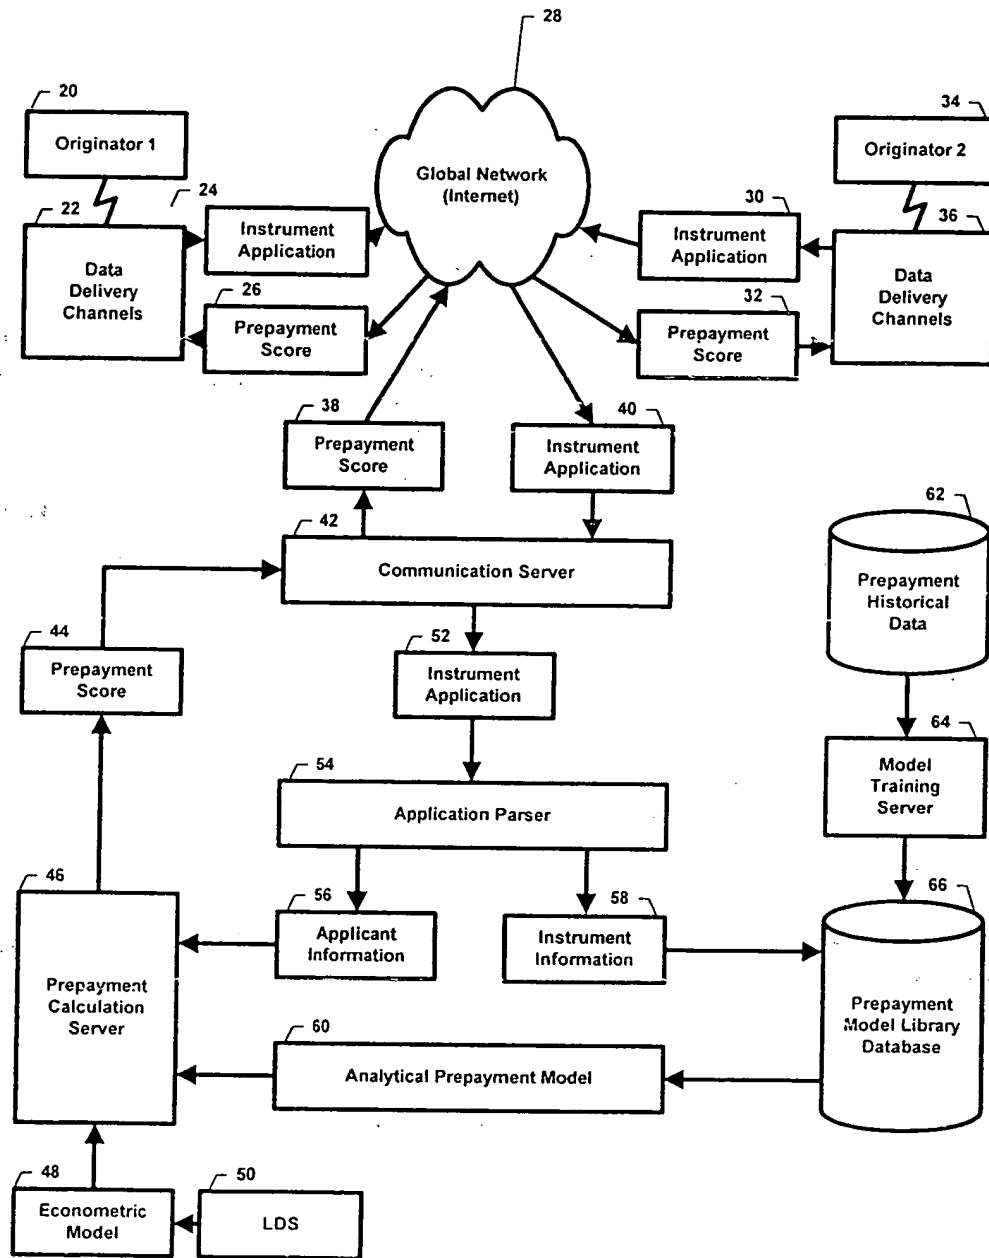 28
20
Originator 1
34
Originator 2
Global Network
(Internet)
24
22
Data
Delivery
Channels
Instrument
Application
30
Instrument
Application
36
Data
Delivery
Channels
26
Prepayment
Score
32
Prepayment
Score
38
Prepayment
Score
40
Instrument
Application
42
Communication Server
62
Prepayment
Historical
Data
44
Prepayment
Score
52
Instrument
Application
64
Model
Training
Server
54
Application Parser
46
Prepayment
Calculation
Server
56
Applicant
Information
58
Instrument
Information
66
Prepayment
Model Library
Database
60
Analytical Prepayment Model
48
Econometric
Model
50
LDS